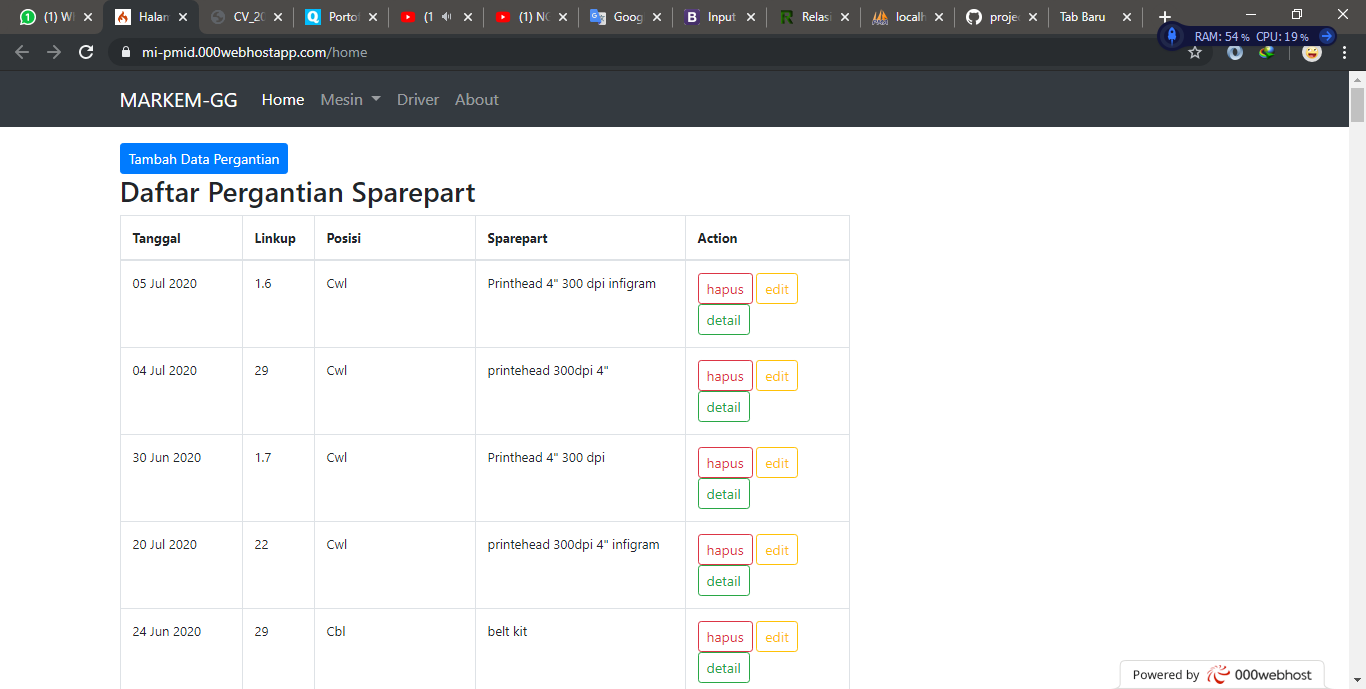 (1) W
Halan
CV_20
Porto
(1
(1) NO
Goog
Input
Relasi
localh
projec
Tab Baru
RAM: 54 % CPU: 19 %
mi-pmid.000webhostapp.com/home
MARKEM-GG Home Mesin Driver About
Tambah Data Pergantian
Daftar Pergantian Sparepart
Tanggal Linkup Posisi Sparepart Action
05 Jul 2020 1.6 Cwl Printhead 4" 300 dpi infigram hapus edit
detail
04 Jul 2020 29 Cwl printehead 300dpi 4" hapus edit
detail
30 Jun 2020 1.7 Cwl Printhead 4" 300 dpi hapus edit
detail
20 Jul 2020 22 Cwl printehead 300dpi 4" infigram hapus edit
detail
24 Jun 2020 29 Cbl belt kit hapus edit
detail
Powered by 000webhost